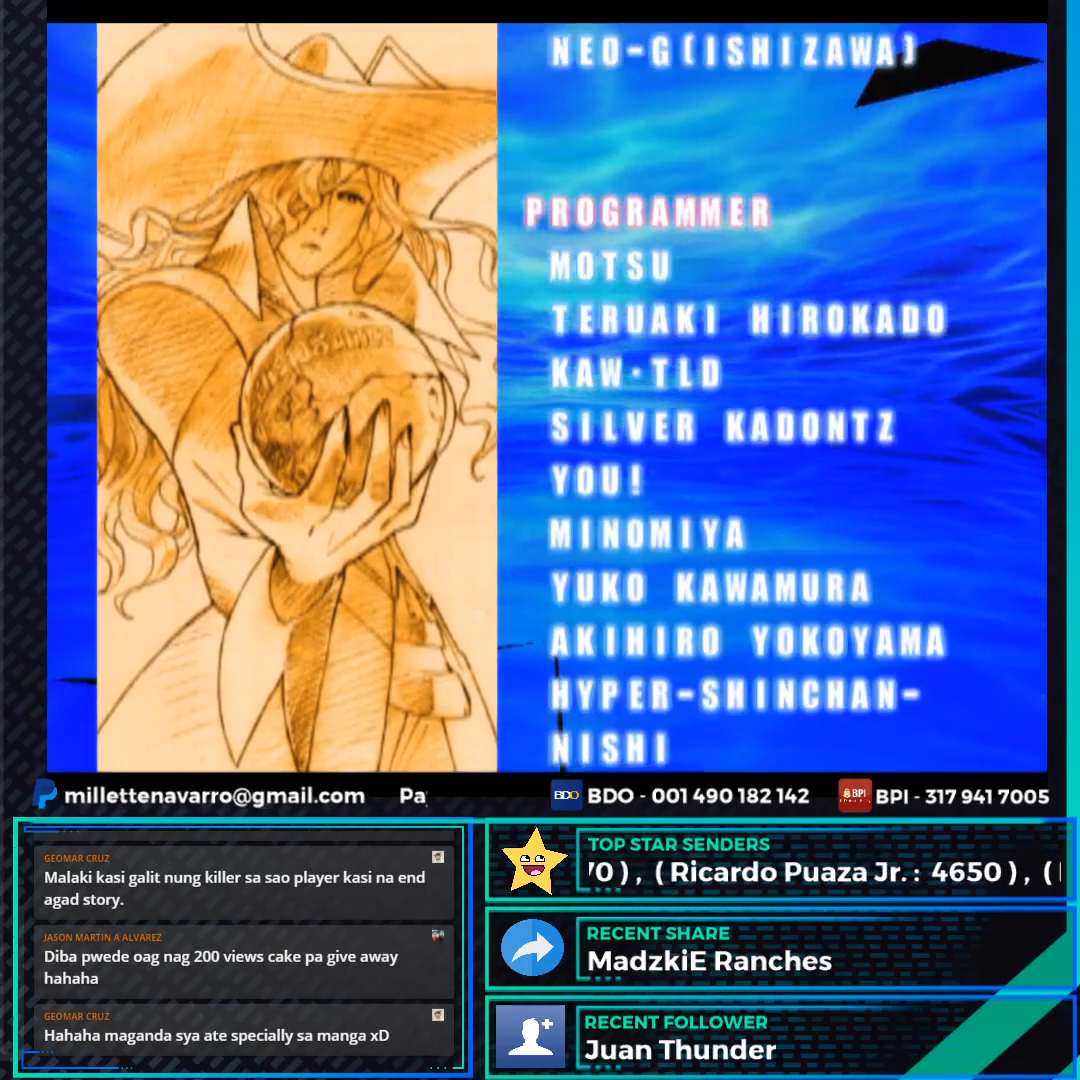 NEO-G(ISHIZAWA)
PROGRAMMER
MOTSU
TERUAKI HIROKADO
KAW·TLD
SILVER KADONTZ
YOU!
MINOMIYA
YUKO KAWAMURA
AKIHIRO YOKOYAMA
HYPER-SHINCHAN-
NISHI
millettenavarro@gmail.com Pa
BDO BDO - 001 490 182 142
BPI BPI - 317 941 7005
GEOMAR CRUZ
Malaki kasi galit nung killer sa sao player kasi na end
agad story.
JASON MARTIN A ALVAREZ
Diba pwede oag nag 200 views cake pa give away
hahaha
GEOMAR CRUZ
Hahaha maganda sya ate specially sa manga xD
TOP STAR SENDERS
70 ) , ( Ricardo Puaza Jr. : 4650 ) , (
RECENT SHARE
MadzkiE Ranches
RECENT FOLLOWER
Juan Thunder